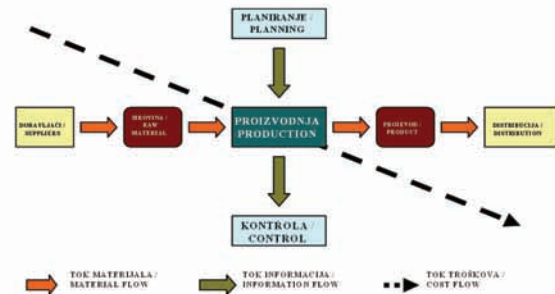 PLANIRANJE /
PLANNING
DOBAVLJAČI /
SUPPLIERS
SIROVINA /
RAW
MATERIAL
PROIZVODNJA
PRODUCTION
PROIZVOD /
PRODUCT
DISTRIBUCIJA /
DISTRIBUTION
KONTROLA /
CONTROL
TOK MATERIJALA /
MATERIAL FLOW
TOK INFORMACIJA /
INFORMATION FLOW
TOK TROŠKOVA /
COST FLOW